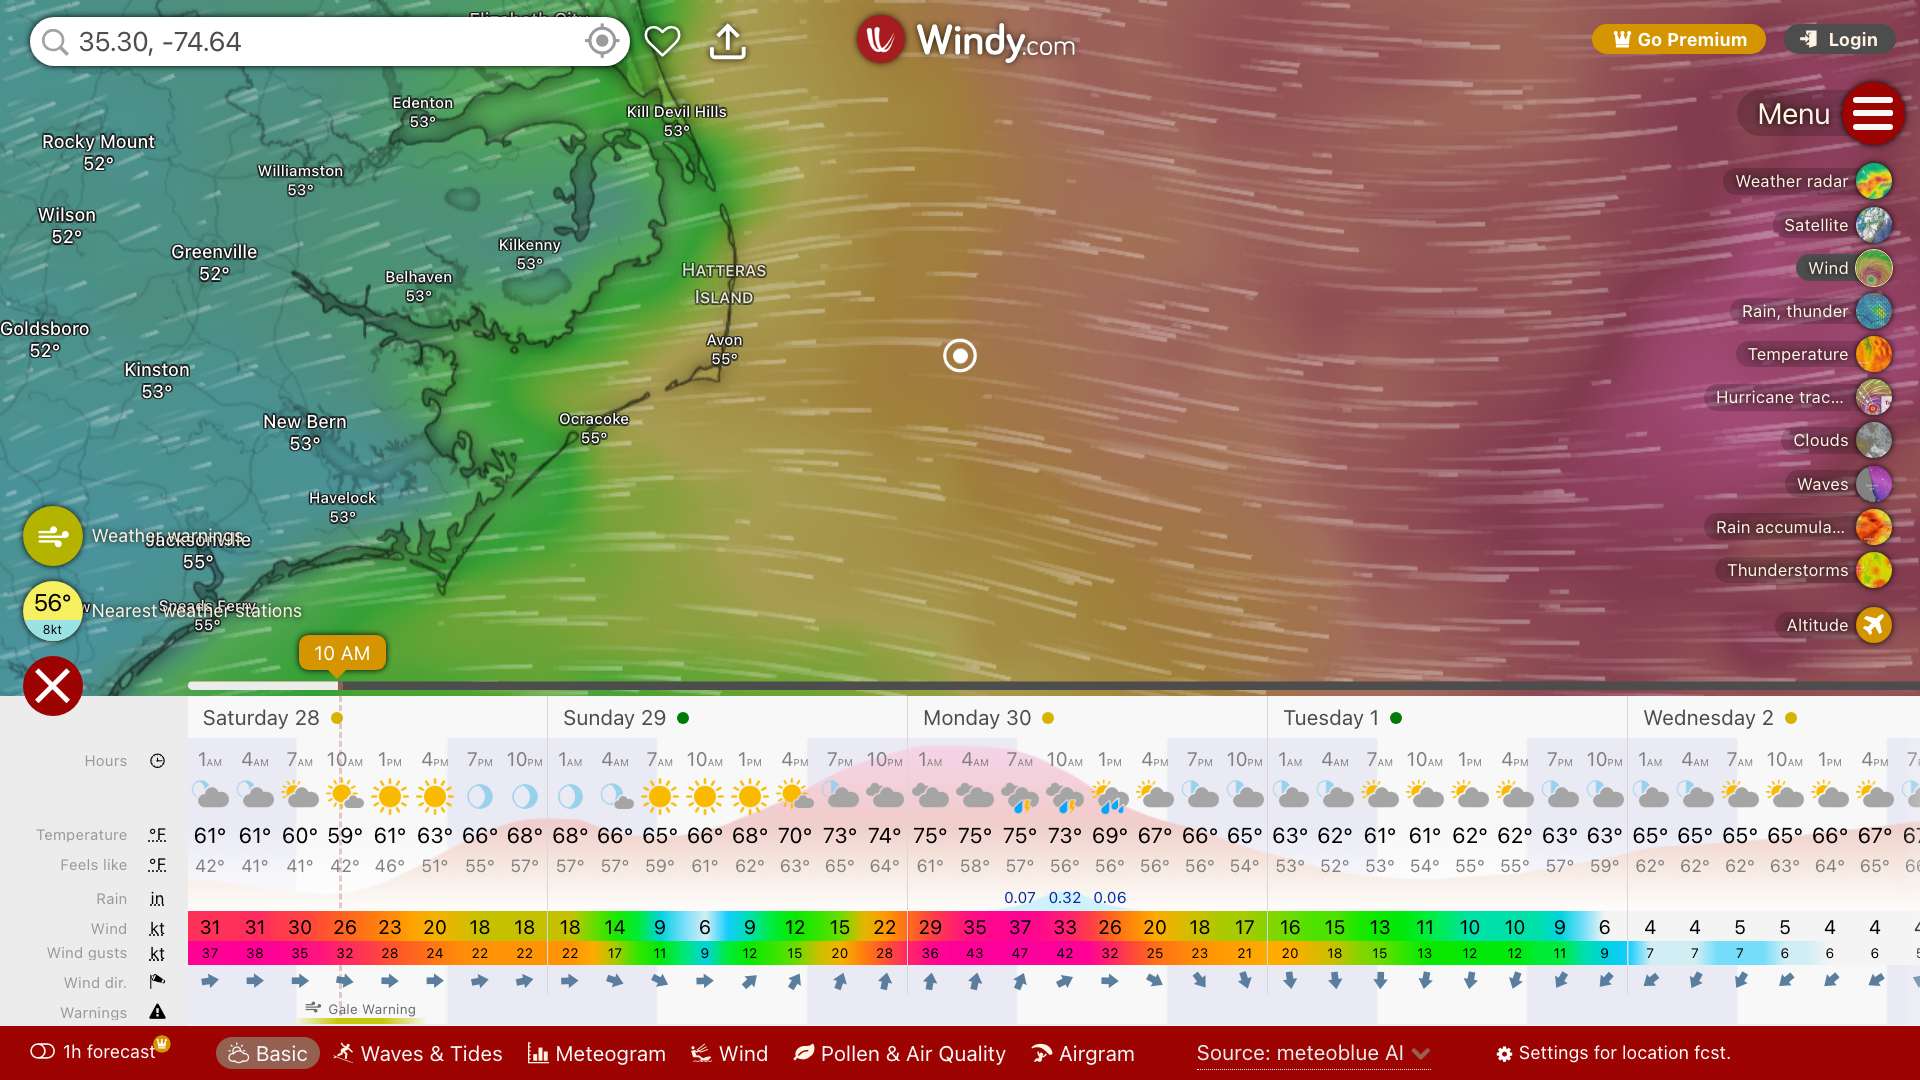 35.30, -74.64
Windy.com
Go Premium
Login
Menu
Edenton
53°
Kill Devil Hills
53°
Rocky Mount
52°
Williamston
53°
Weather radar
Wilson
52°
Satellite
Greenville
52°
Kilkenny
53°
Wind
Belhaven
53°
HATTERAS
ISLAND
Rain, thunder
Goldsboro
52°
Avon
55°
Temperature
Kinston
53°
Hurricane trac...
New Bern
53°
Ocracoke
55°
Clouds
Havelock
53°
Waves
Weather warnings
Jacksonville
55°
Rain accumula...
Thunderstorms
56°
8kt
Nearest weather stations
Sneads Ferry
55°
Altitude
10 AM
Saturday 28 Sunday 29 Monday 30 Tuesday 1 Wednesday 2
Hours 1AM 4AM 7AM 10AM 1PM 4PM 7PM 10PM 1AM 4AM 7AM 10AM 1PM 4PM 7PM 10PM 1AM 4AM 7AM 10AM 1PM 4PM 7PM 10PM 1AM 4AM 7AM 10AM 1PM 4PM 7PM 10PM 1AM 4AM 7AM 10AM 1PM 4PM
Temperature °F 61° 61° 60° 59° 61° 63° 66° 68° 68° 66° 65° 66° 68° 70° 73° 74° 75° 75° 75° 73° 69° 67° 66° 65° 63° 62° 61° 61° 62° 62° 63° 63° 65° 65° 65° 65° 66° 67°
Feels like °F 42° 41° 41° 42° 46° 51° 55° 57° 57° 57° 59° 61° 62° 63° 65° 64° 61° 58° 57° 56° 56° 56° 56° 54° 53° 52° 53° 54° 55° 55° 57° 59° 62° 62° 62° 63° 64° 65°
Rain in 0.07 0.32 0.06
Wind kt 31 31 30 26 23 20 18 18 18 14 9 6 9 12 15 22 29 35 37 33 26 20 18 17 16 15 13 11 10 10 9 6 4 4 5 5 4 4
Wind gusts kt 37 38 35 32 28 24 22 22 22 17 11 9 12 15 20 28 36 43 47 42 32 25 23 21 20 18 15 13 12 12 11 9 7 7 7 6 6 6
Wind dir.
Warnings Gale Warning
1h forecast Basic Waves & Tides Meteogram Wind Pollen & Air Quality Airgram Source: meteoblue AI Settings for location fcst.